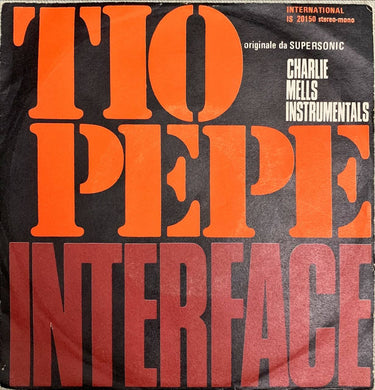 INTERNATIONAL
IS 20150 stereo-mono
TIO
originale da SUPERSONIC
CHARLIE
MELLS
INSTRUMENTALS
PEPE
INTERFACE